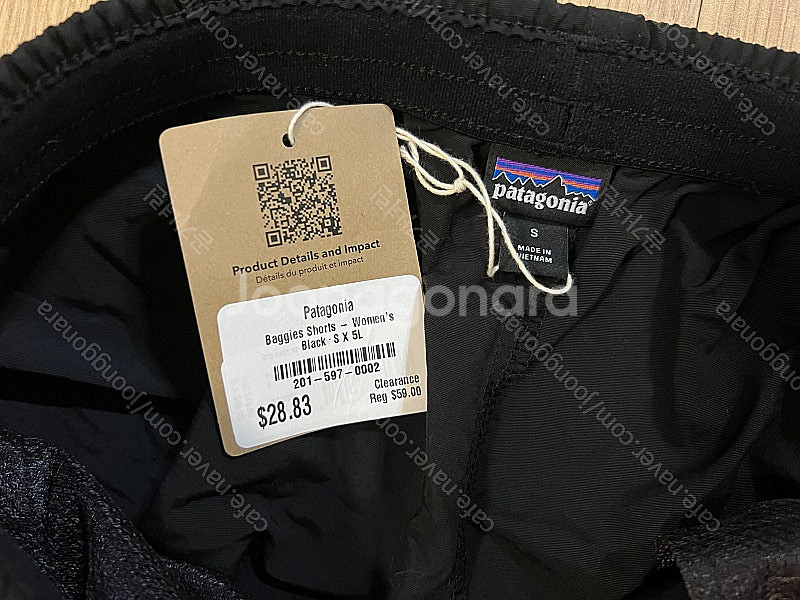 Product Details and Impact
Détails du produit et impact
Patagonia
Baggies Shorts – Women's
Black · S X 5L
201-597-0002
Clearance
Reg $59.00
$28.83
patagonia®
S
MADE IN
VIETNAM
Joonggonara
cafe.naver.com/joonggonara